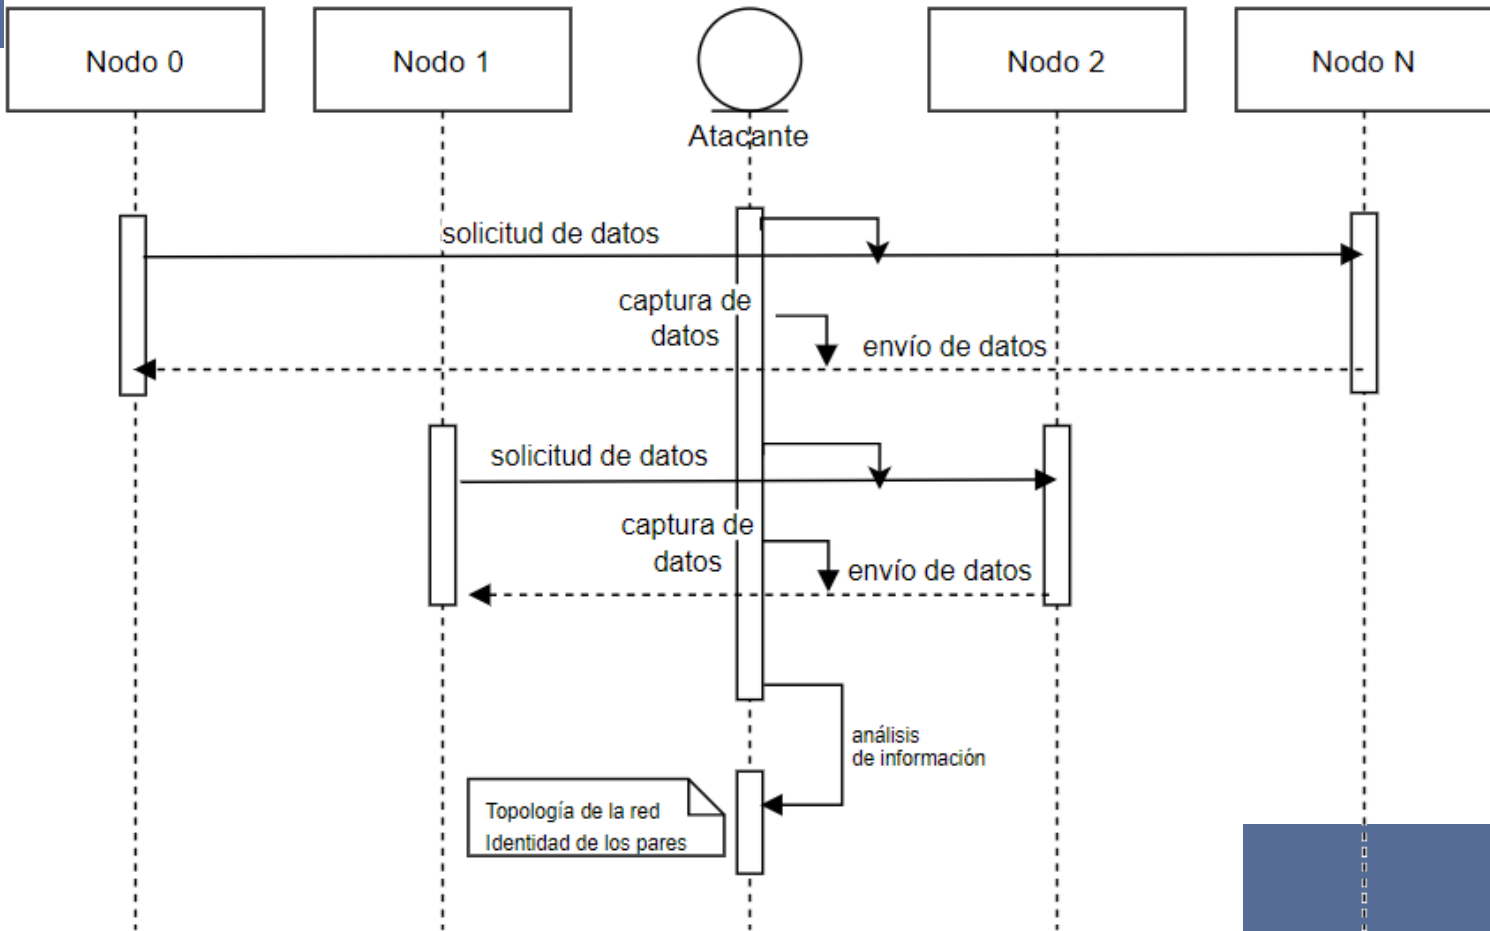 Nodo 0
Nodo 1
Atacante
Nodo 2
Nodo N
solicitud de datos
captura de
datos
envío de datos
solicitud de datos
captura de
datos
envío de datos
análisis
de información
Topología de la red
Identidad de los pares